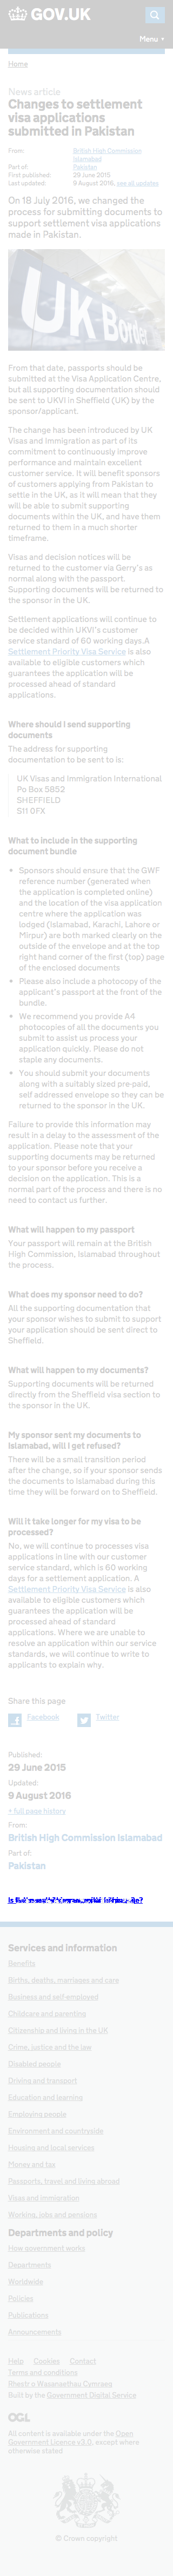 GOV.UK
Menu ▼
Home
News article
Changes to settlement
visa applications
submitted in Pakistan
From: British High Commission
Islamabad
Part of: Pakistan
First published: 29 June 2015
Last updated: 9 August 2016, see all updates
On 18 July 2016, we changed the
process for submitting documents to
support settlement visa applications
made in Pakistan.
UK Border
From that date, passports should be
submitted at the Visa Application Centre,
but all supporting documentation should
be sent to UKVI in Sheffield (UK) by the
sponsor/applicant.
The change has been introduced by UK
Visas and Immigration as part of its
commitment to continuously improve
performance and maintain excellent
customer service. It will benefit sponsors
of customers applying from Pakistan to
settle in the UK, as it will mean that they
will be able to submit supporting
documents within the UK, and have them
returned to them in a much shorter
timeframe.
Visas and decision notices will be
returned to the customer via Gerry's as
normal along with the passport.
Supporting documents will be returned to
the sponsor in the UK.
Settlement applications will continue to
be decided within UKVI's customer
service standard of 60 working days.A
Settlement Priority Visa Service is also
available to eligible customers which
guarantees the application will be
processed ahead of standard
applications.
Where should I send supporting
documents
The address for supporting
documentation to be sent to is:
UK Visas and Immigration International
Po Box 5852
SHEFFIELD
S11 0FX
What to include in the supporting
document bundle
• Sponsors should ensure that the GWF
reference number (generated when
the application is completed online)
and the location of the visa application
centre where the application was
lodged (Islamabad, Karachi, Lahore or
Mirpur) are both marked clearly on the
outside of the envelope and at the top
right hand corner of the first (top) page
of the enclosed documents
• Please also include a photocopy of the
applicant's passport at the front of the
bundle.
• We recommend you provide A4
photocopies of all the documents you
submit to assist us process your
application quickly. Please do not
staple any documents.
• You should submit your documents
along with a suitably sized pre-paid,
self addressed envelope so they can be
returned to the sponsor in the UK.
Failure to provide this information may
result in a delay to the assessment of the
application. Please note that your
supporting documents may be returned
to your sponsor before you receive a
decision on the application. This is a
normal part of the process and there is no
need to contact us further.
What will happen to my passport
Your passport will remain at the British
High Commission, Islamabad throughout
the process.
What does my sponsor need to do?
All the supporting documentation that
your sponsor wishes to submit to support
your application should be sent direct to
Sheffield.
What will happen to my documents?
Supporting documents will be returned
directly from the Sheffield visa section to
the sponsor in the UK.
My sponsor sent my documents to
Islamabad, will I get refused?
There will be a small transition period
after the change, so if your sponsor sends
the documents to Islamabad during this
time they will be forward on to Sheffield.
Will it take longer for my visa to be
processed?
No, we will continue to process visa
applications in line with our current
customer service standards, which is 60
working days for a settlement visa. A
Settlement Priority Visa Service is also
available to eligible customers which
guarantees the application will be
processed ahead of standard
applications. Where we are unable to
resolve your application within our
customer service standard, we will write
to you to explain why.
Share this page
Facebook Twitter
Published:
29 June 2015
Updated:
9 August 2016
+ full page history
From:
British High Commission Islamabad
Part of:
Pakistan
Services and information
Benefits
Births, deaths, marriages and care
Business and self-employed
Childcare and parenting
Citizenship and living in the UK
Crime, justice and the law
Disabled people
Driving and transport
Education and learning
Employing people
Environment and countryside
Housing and local services
Money and tax
Passports, travel and living abroad
Visas and immigration
Working, jobs and pensions
Departments and policy
How government works
Departments
Worldwide
Policies
Publications
Announcements
Help Cookies Contact
Terms and conditions
Rhestr o Wasanaethau Cymraeg
Built by the Government Digital Service
OGL
All content is available under the Open
Government Licence v3.0, except where
otherwise stated
© Crown copyright